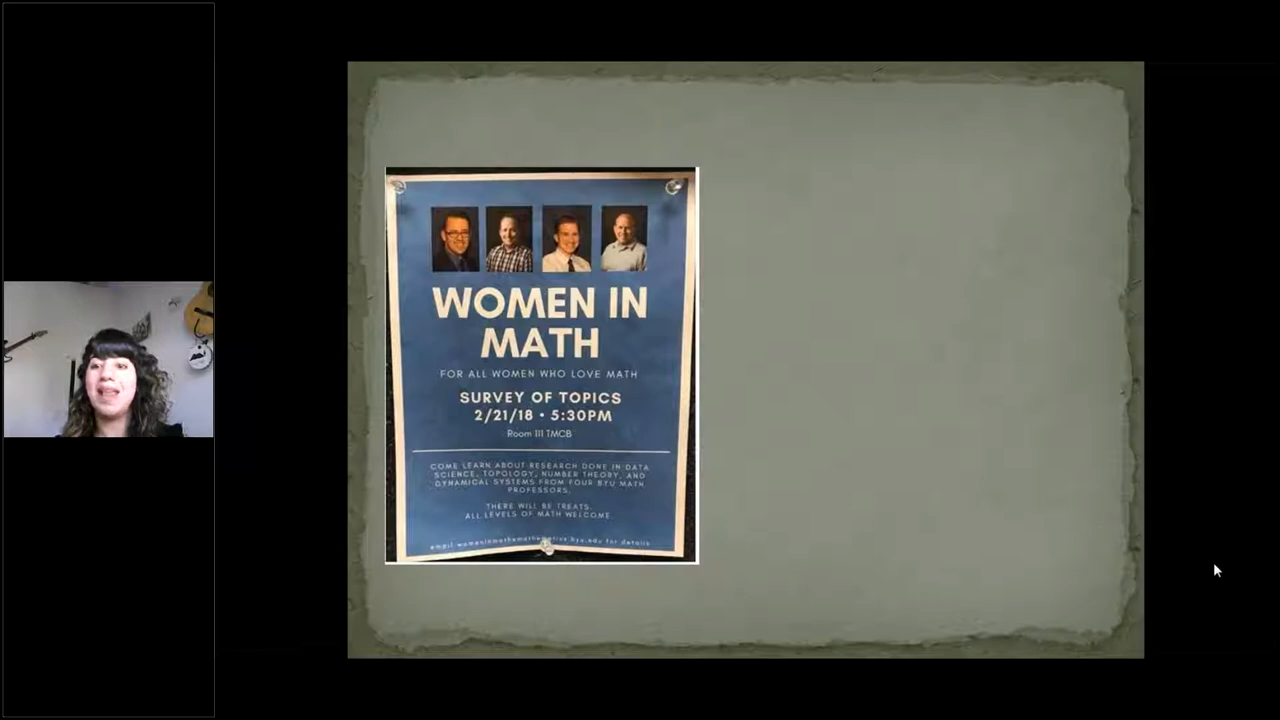 WOMEN IN
MATH
FOR ALL WOMEN WHO LOVE MATH
SURVEY OF TOPICS
2/21/18 • 5:30PM
Room 111 TMCB
COME LEARN ABOUT RESEARCH DONE IN DATA
SCIENCE, TOPOLOGY, NUMBER THEORY, AND
DYNAMICAL SYSTEMS FROM FOUR BYU MATH
PROFESSORS.
THERE WILL BE TREATS.
ALL LEVELS OF MATH WELCOME.
for details